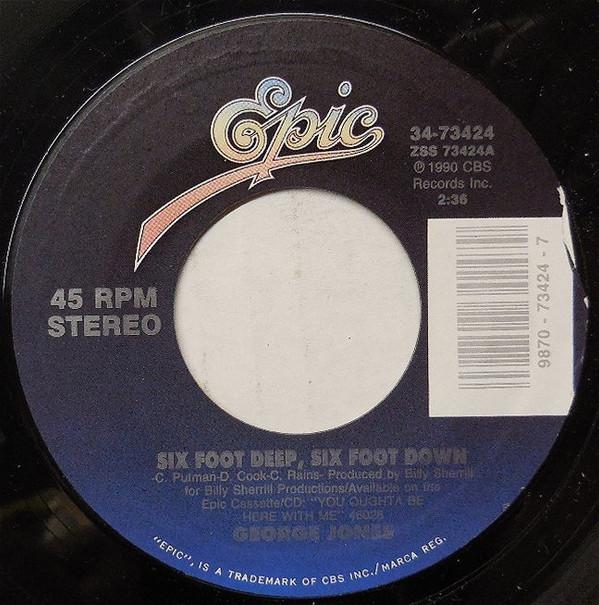 Epic
34-73424
ZSS 73424A
℗ 1990 CBS
Records Inc.
2:36
45 RPM
STEREO
9870 - 73424 - 7
SIX FOOT DEEP, SIX FOOT DOWN
-C. Putman-D. Cook-C. Rains- Produced by Billy Sherrill
for Billy Sherrill Productions/Available on the
Epic Cassette/CD: "YOU OUGHTA BE
HERE WITH ME" 46028
GEORGE JONES
"EPIC", IS A TRADEMARK OF CBS INC./MARCA REG.